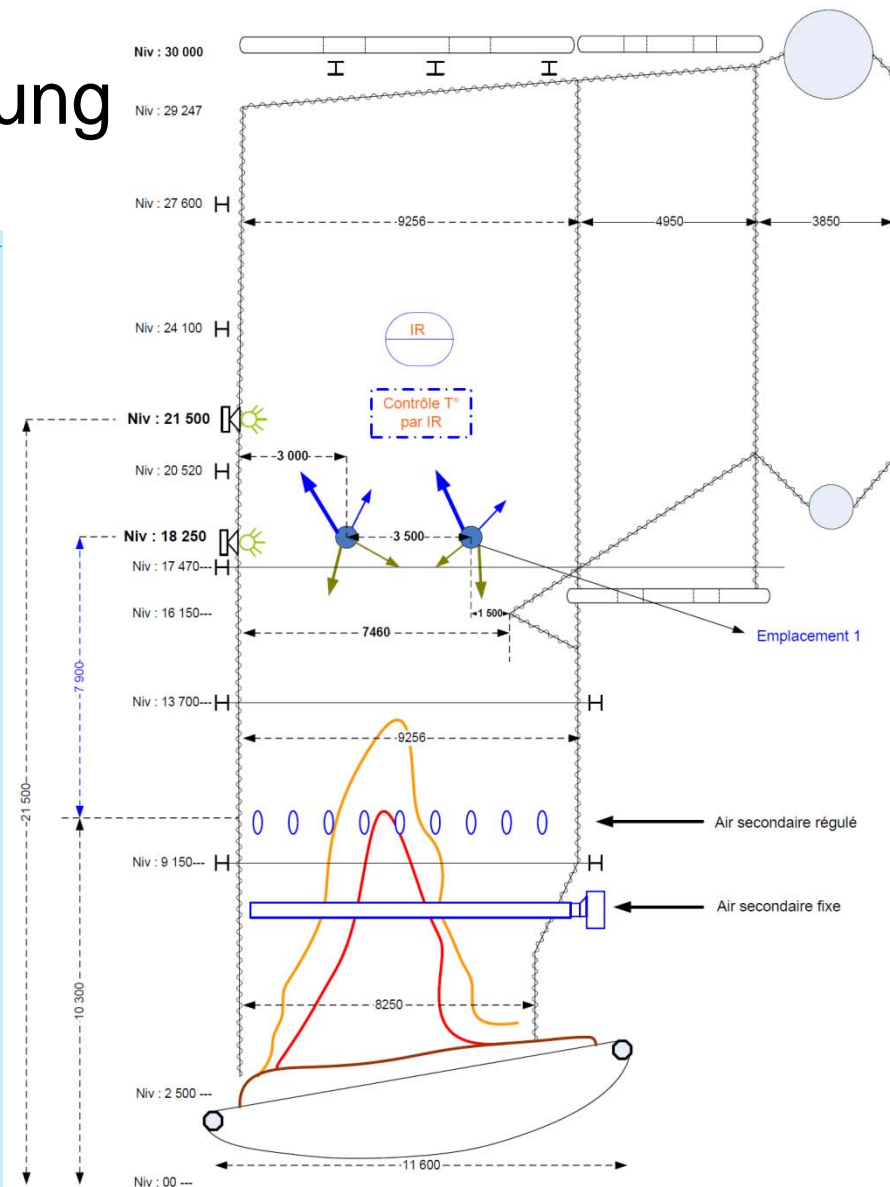 ung
Niv : 30 000
Niv : 29 247
Niv : 27 600
9256
4950
3850
Niv : 24 100
IR
Contrôle T°
par IR
Niv : 21 500
3 000
Niv : 20 520
Niv : 18 250
3 500
Niv : 17 470
Niv : 16 150
1 500
7460
Emplacement 1
7 900
Niv : 13 700
9256
21 500
Air secondaire régulé
Niv : 9 150
Air secondaire fixe
10 300
8250
Niv : 2 500
11 600
Niv : 00